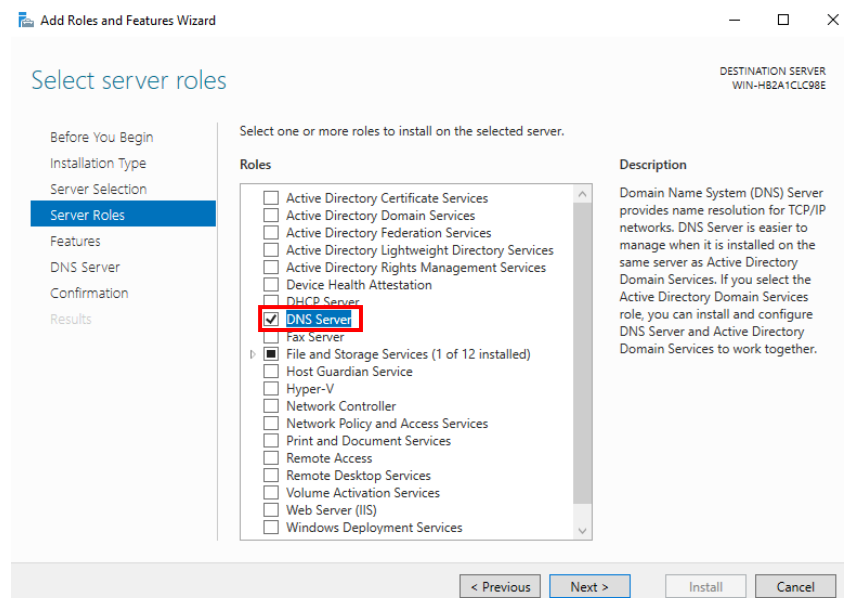 Add Roles and Features Wizard
Select server roles
DESTINATION SERVER
WIN-HB2A1CLC98E
Before You Begin
Installation Type
Server Selection
Server Roles
Features
DNS Server
Confirmation
Results
Select one or more roles to install on the selected server.
Roles
Active Directory Certificate Services
Active Directory Domain Services
Active Directory Federation Services
Active Directory Lightweight Directory Services
Active Directory Rights Management Services
Device Health Attestation
DHCP Server
DNS Server
Fax Server
File and Storage Services (1 of 12 installed)
Host Guardian Service
Hyper-V
Network Controller
Network Policy and Access Services
Print and Document Services
Remote Access
Remote Desktop Services
Volume Activation Services
Web Server (IIS)
Windows Deployment Services
Description
Domain Name System (DNS) Server
provides name resolution for TCP/IP
networks. DNS Server is easier to
manage when it is installed on the
same server as Active Directory
Domain Services. If you select the
Active Directory Domain Services
role, you can install and configure
DNS Server and Active Directory
Domain Services to work together.
< Previous
Next >
Install
Cancel